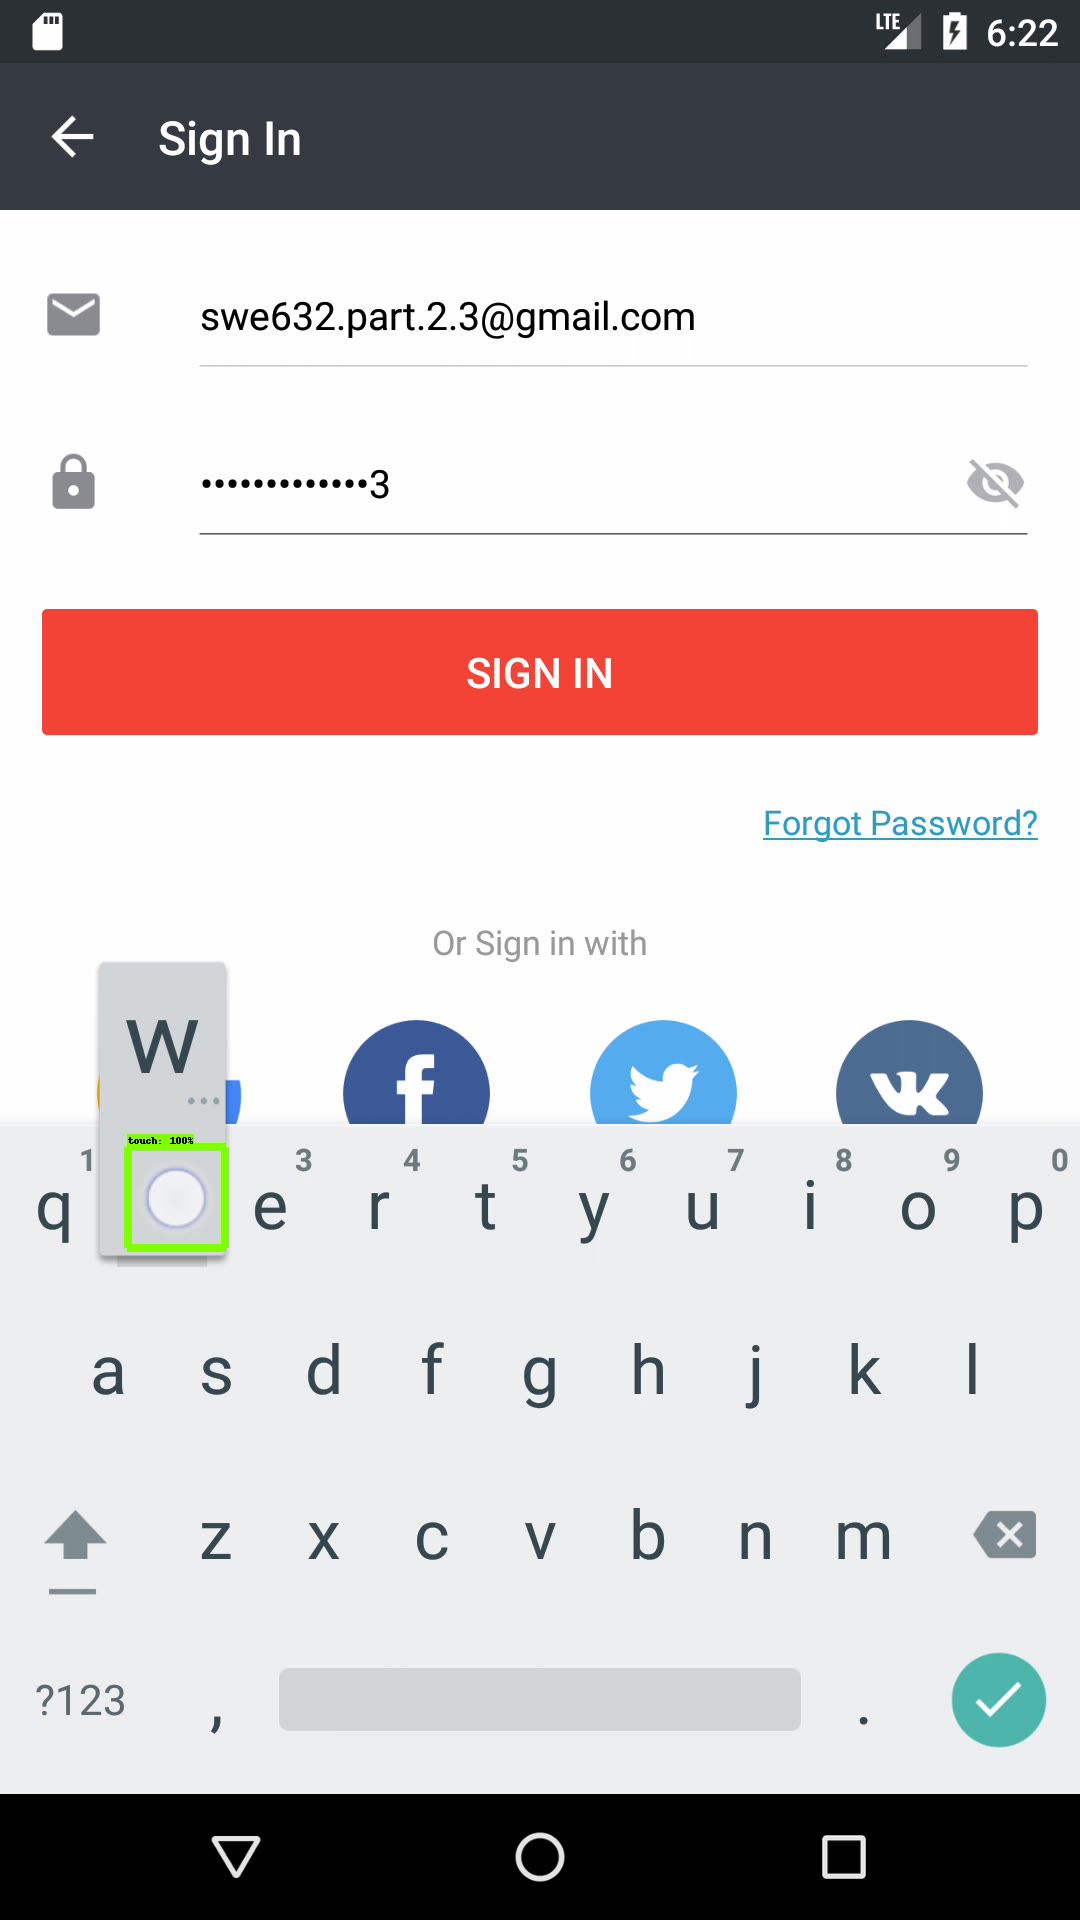 LTE 6:22
Sign In
swe632.part.2.3@gmail.com
•••••••••••••3
SIGN IN
Forgot Password?
Or Sign in with
w
...
touch: 100%
1 3 4 5 6 7 8 9 0
q e r t y u i o p
a s d f g h j k l
z x c v b n m
?123 , .